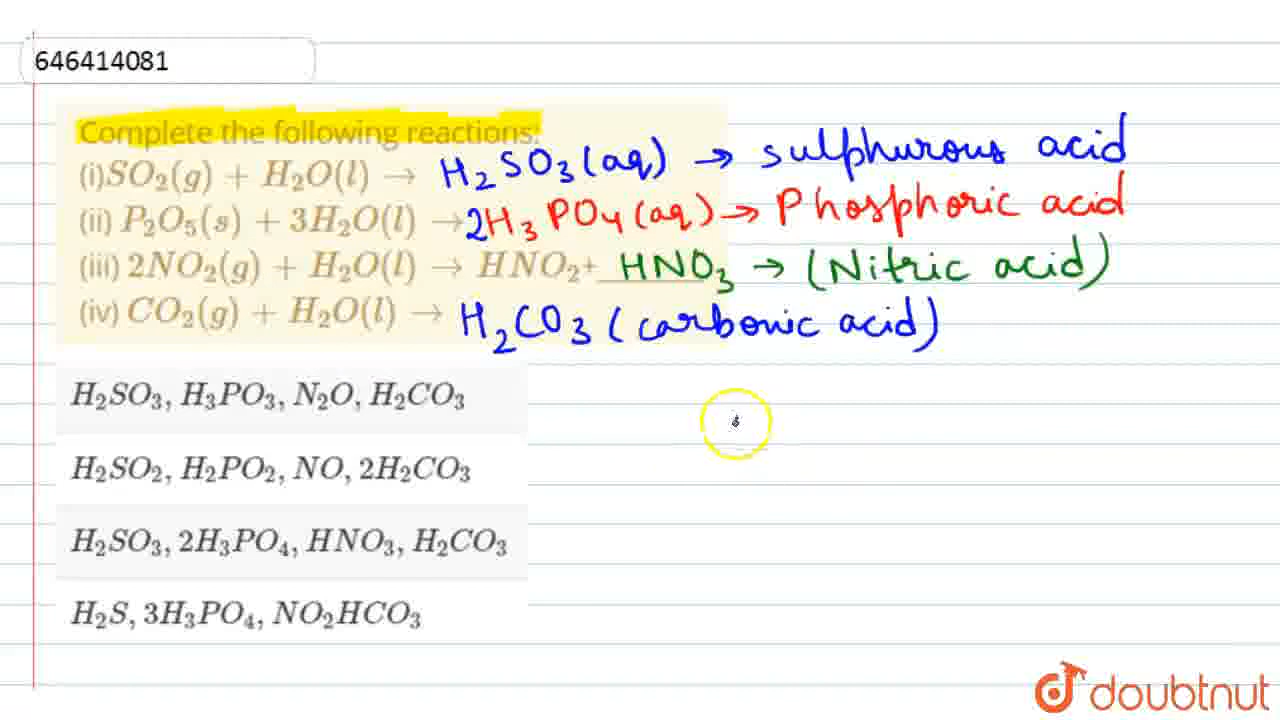 646414081
Complete the following reactions:
(i)SO₂(g) + H₂O(l) → H₂SO₃(aq) → sulphurous acid
(ii) P₂O₅(s) + 3H₂O(l) → 2H₃PO₄(aq) → Phosphoric acid
(iii) 2NO₂(g) + H₂O(l) → HNO₂+ HNO₃ → (Nitric acid)
(iv) CO₂(g) + H₂O(l) → H₂CO₃ (carbonic acid)
H₂SO₃, H₃PO₃, N₂O, H₂CO₃
H₂SO₂, H₂PO₂, NO, 2H₂CO₃
H₂SO₃, 2H₃PO₄, HNO₃, H₂CO₃
H₂S, 3H₃PO₄, NO₂HCO₃
doubtnut